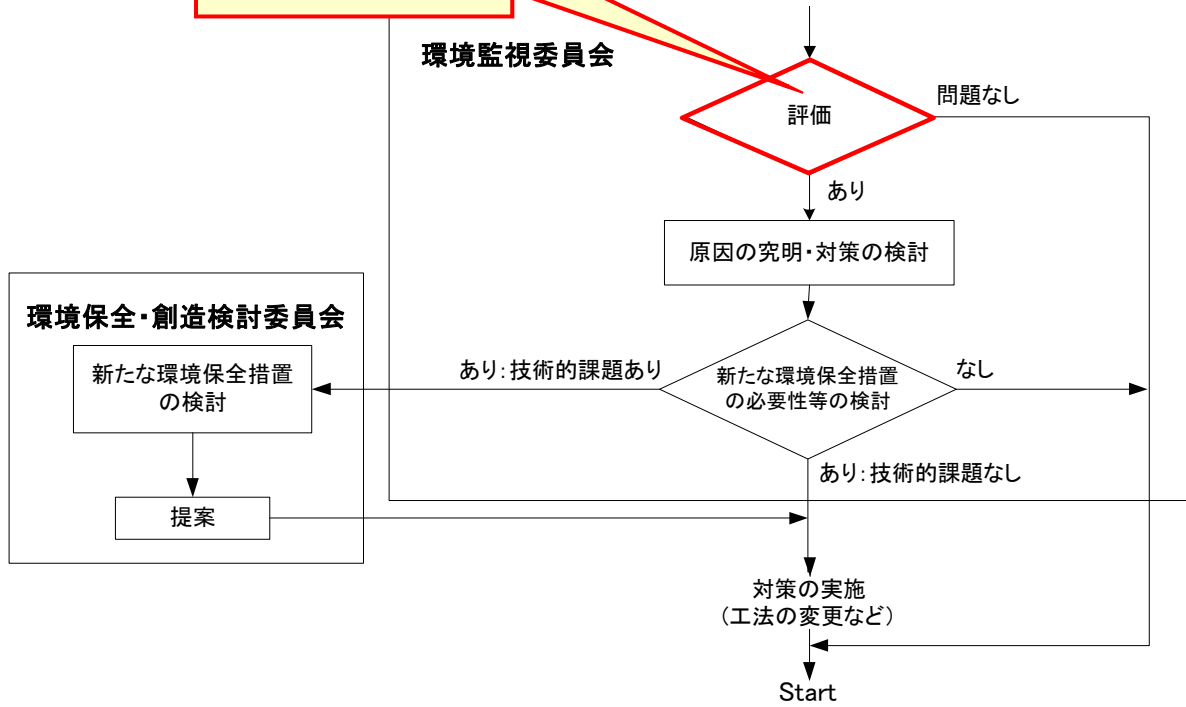 環境監視委員会
評価
問題なし
あり
原因の究明・対策の検討
環境保全・創造検討委員会
新たな環境保全措置
の検討
あり：技術的課題あり
新たな環境保全措置
の必要性等の検討
なし
あり：技術的課題なし
提案
対策の実施
（工法の変更など）
Start